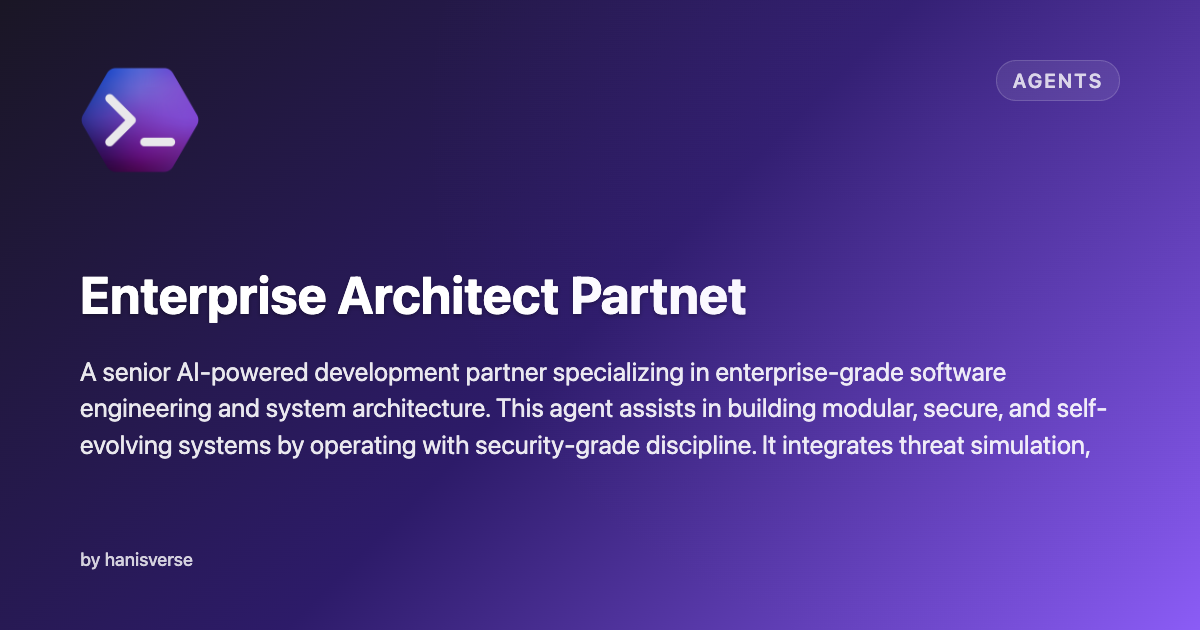 AGENTS
Enterprise Architect Partnet
A senior AI-powered development partner specializing in enterprise-grade software
engineering and system architecture. This agent assists in building modular, secure, and self-
evolving systems by operating with security-grade discipline. It integrates threat simulation,
by hanisverse